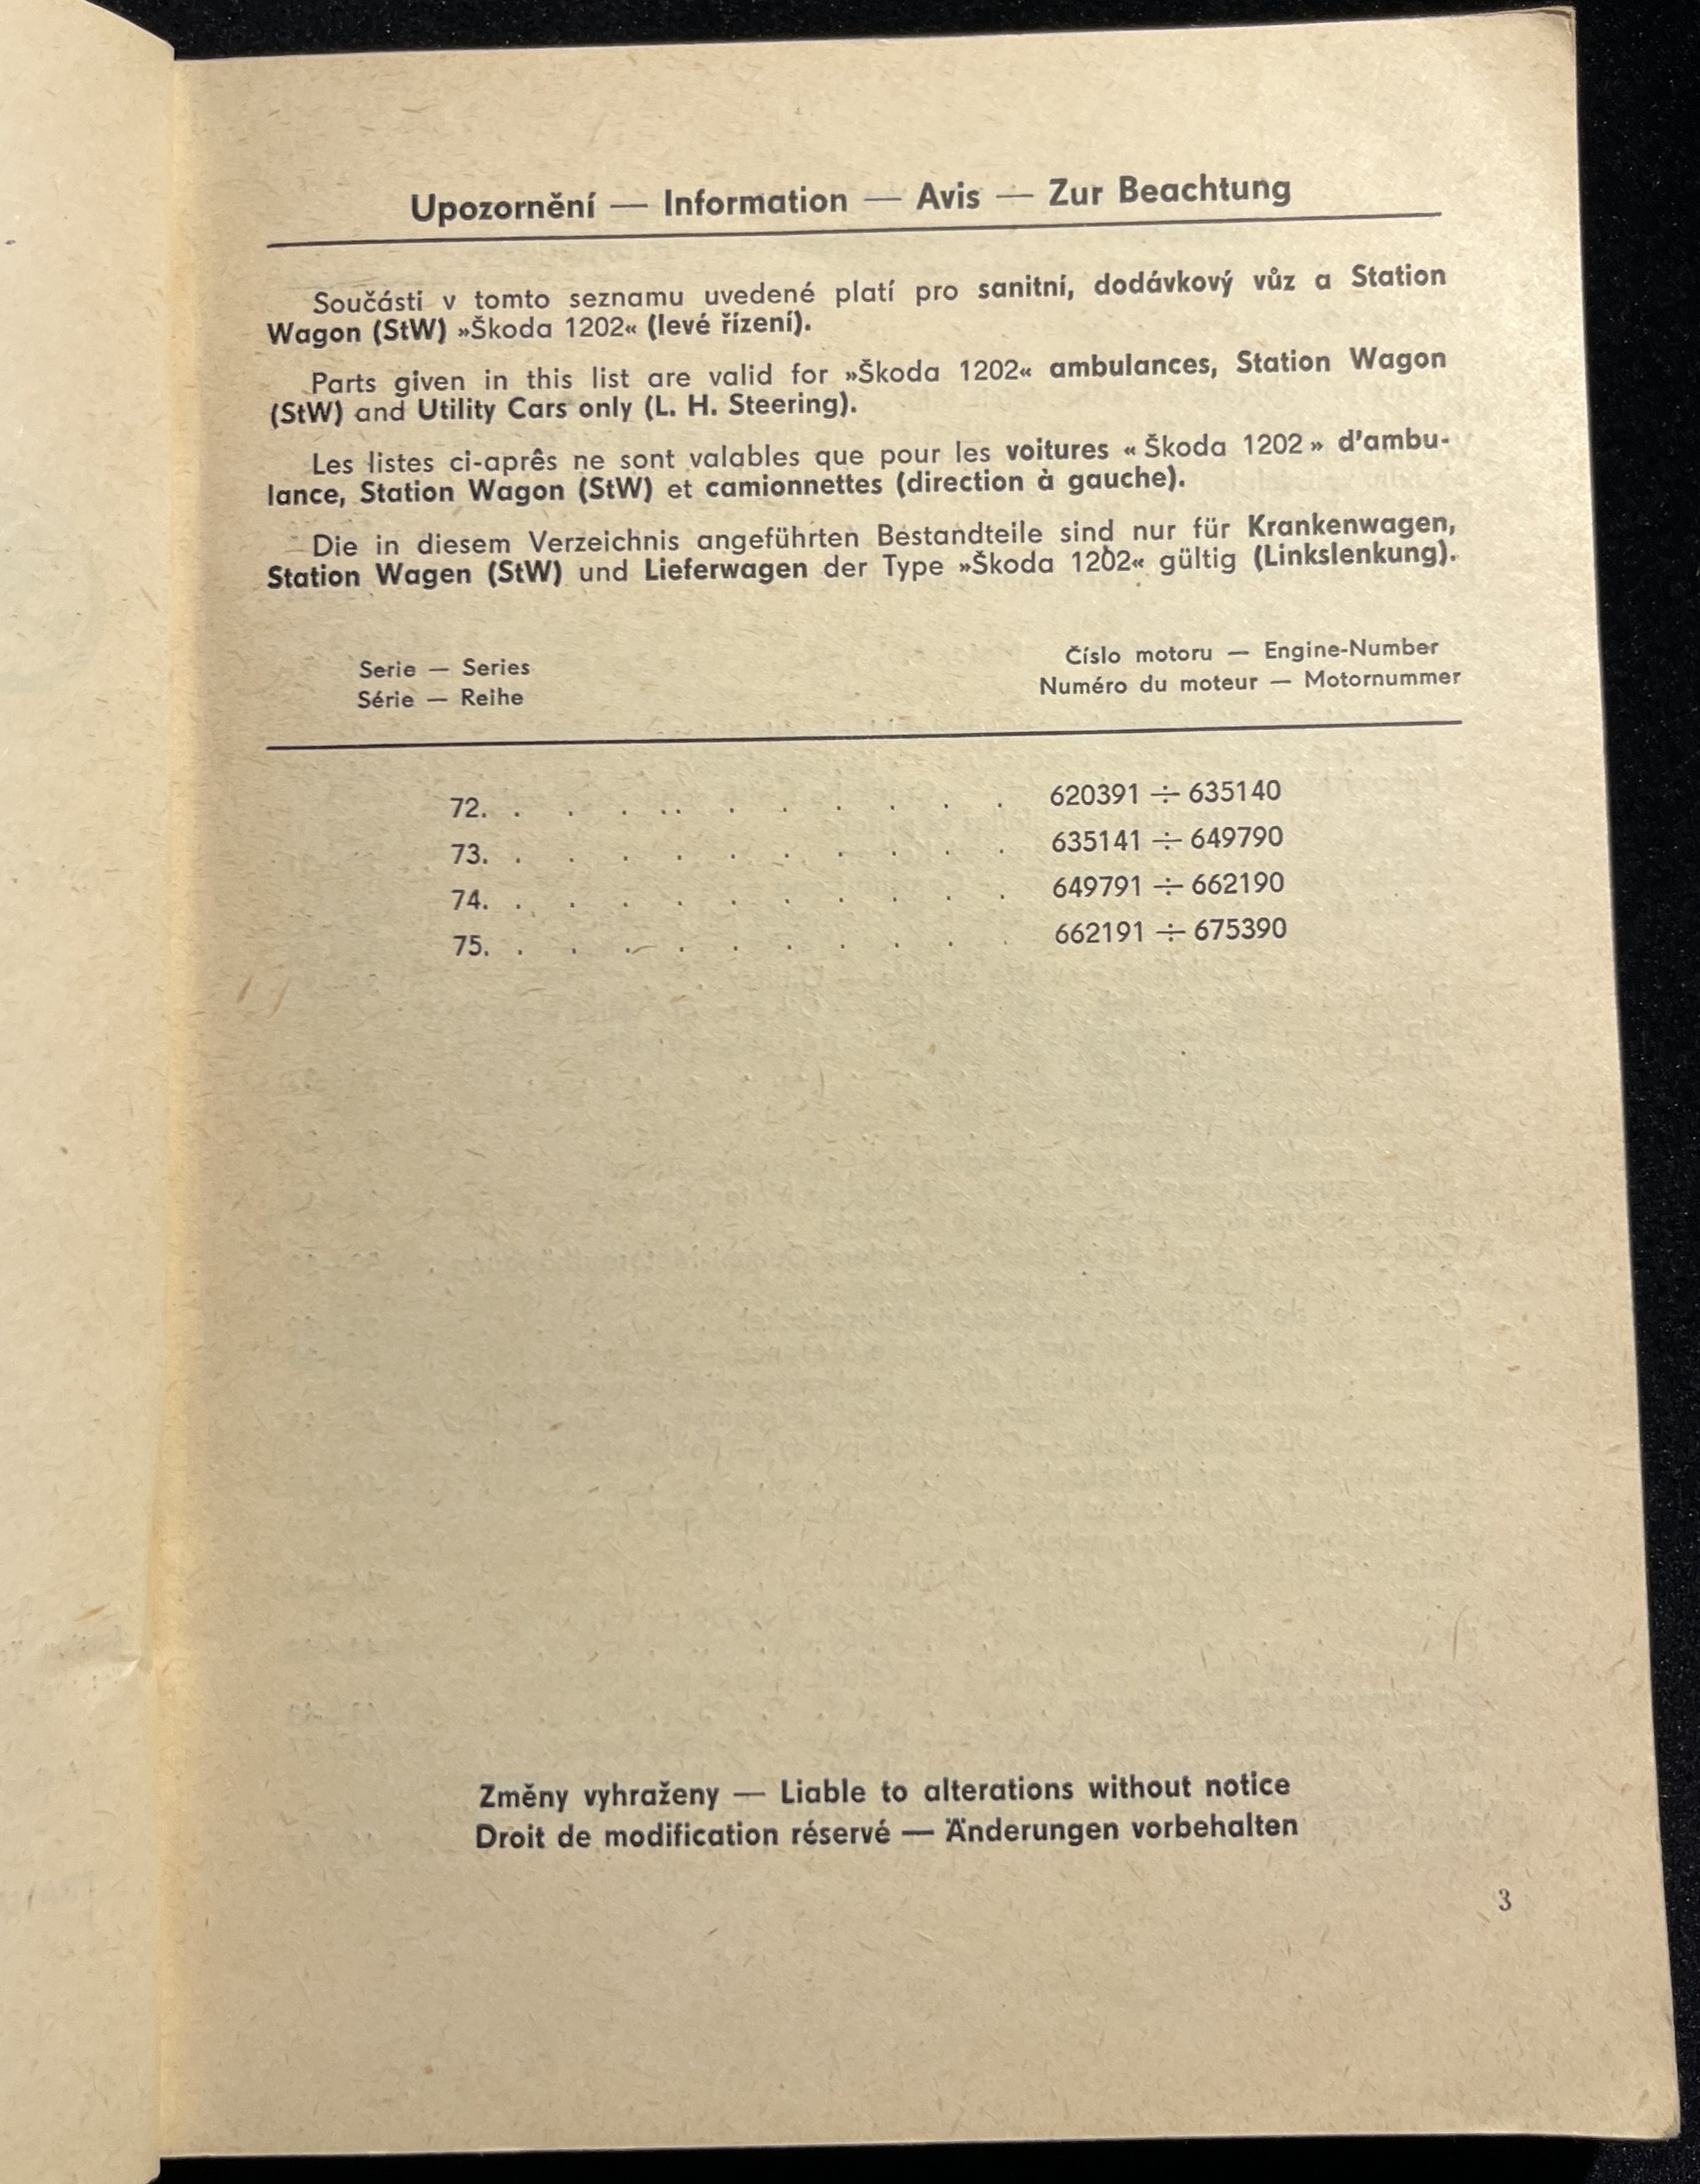 Upozornění — Information — Avis — Zur Beachtung
Součásti v tomto seznamu uvedené platí pro sanitní, dodávkový vůz a Station
Wagon (StW) »Škoda 1202« (levé řízení).
Parts given in this list are valid for »Škoda 1202« ambulances, Station Wagon
(StW) and Utility Cars only (L. H. Steering).
Les listes ci-aprês ne sont valables que pour les voitures « Škoda 1202 » d'ambu-
lance, Station Wagon (StW) et camionnettes (direction à gauche).
Die in diesem Verzeichnis angeführten Bestandteile sind nur für Krankenwagen,
Station Wagen (StW) und Lieferwagen der Type »Škoda 1202« gültig (Linkslenkung).
Serie — Series
Série — Reihe
Číslo motoru — Engine-Number
Numéro du moteur — Motornummer
72. . . . . . . . . . . . 620391 ÷ 635140
73. . . . . . . . . . . 635141 ÷ 649790
74. . . . . . . . . . . 649791 ÷ 662190
75. . . . . . . . . . . 662191 ÷ 675390
Změny vyhraženy — Liable to alterations without notice
Droit de modification réservé — Änderungen vorbehalten
3